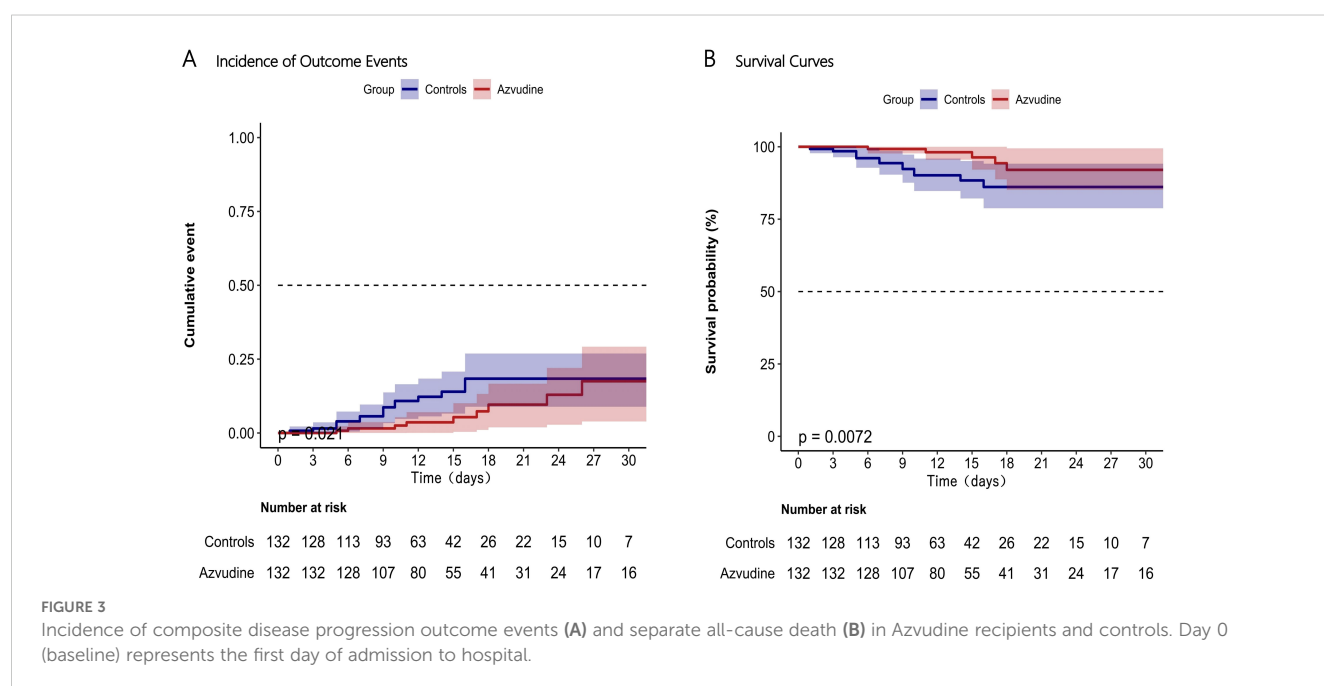 A Incidence of Outcome Events
Group Controls Azvudine
1.00
0.75
0.50
0.25
0.00
Cumulative event
p = 0.021
0 3 6 9 12 15 18 21 24 27 30
Time（days）
Number at risk
Controls 132 128 113 93 63 42 26 22 15 10 7
Azvudine 132 132 128 107 80 55 41 31 24 17 16
B Survival Curves
Group Controls Azvudine
100
75
50
25
0
Survival probability (%)
p = 0.0072
0 3 6 9 12 15 18 21 24 27 30
Time（days）
Number at risk
Controls 132 128 113 93 63 42 26 22 15 10 7
Azvudine 132 132 128 107 80 55 41 31 24 17 16
FIGURE 3
Incidence of composite disease progression outcome events (A) and separate all-cause death (B) in Azvudine recipients and controls. Day 0
(baseline) represents the first day of admission to hospital.